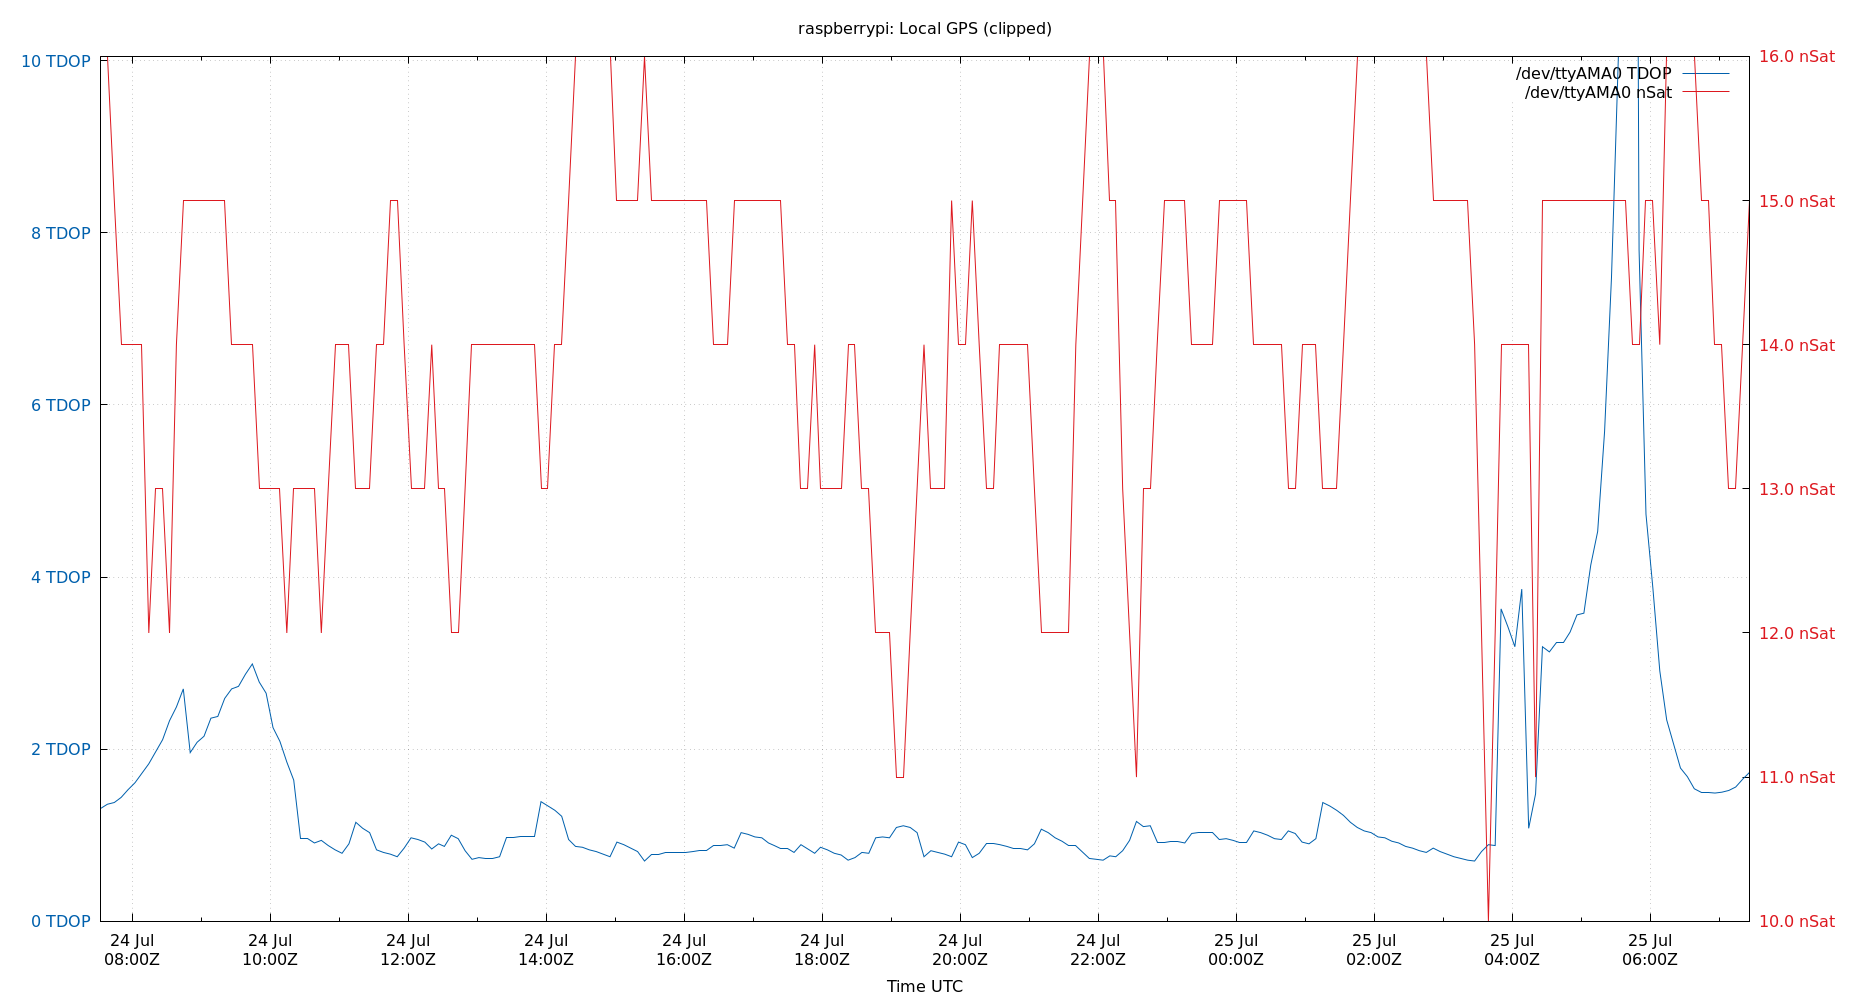 raspberrypi: Local GPS (clipped)
10 TDOP
8 TDOP
6 TDOP
4 TDOP
2 TDOP
0 TDOP
16.0 nSat
15.0 nSat
14.0 nSat
13.0 nSat
12.0 nSat
11.0 nSat
10.0 nSat
/dev/ttyAMA0 TDOP
/dev/ttyAMA0 nSat
24 Jul
08:00Z
24 Jul
10:00Z
24 Jul
12:00Z
24 Jul
14:00Z
24 Jul
16:00Z
24 Jul
18:00Z
24 Jul
20:00Z
24 Jul
22:00Z
25 Jul
00:00Z
25 Jul
02:00Z
25 Jul
04:00Z
25 Jul
06:00Z
Time UTC